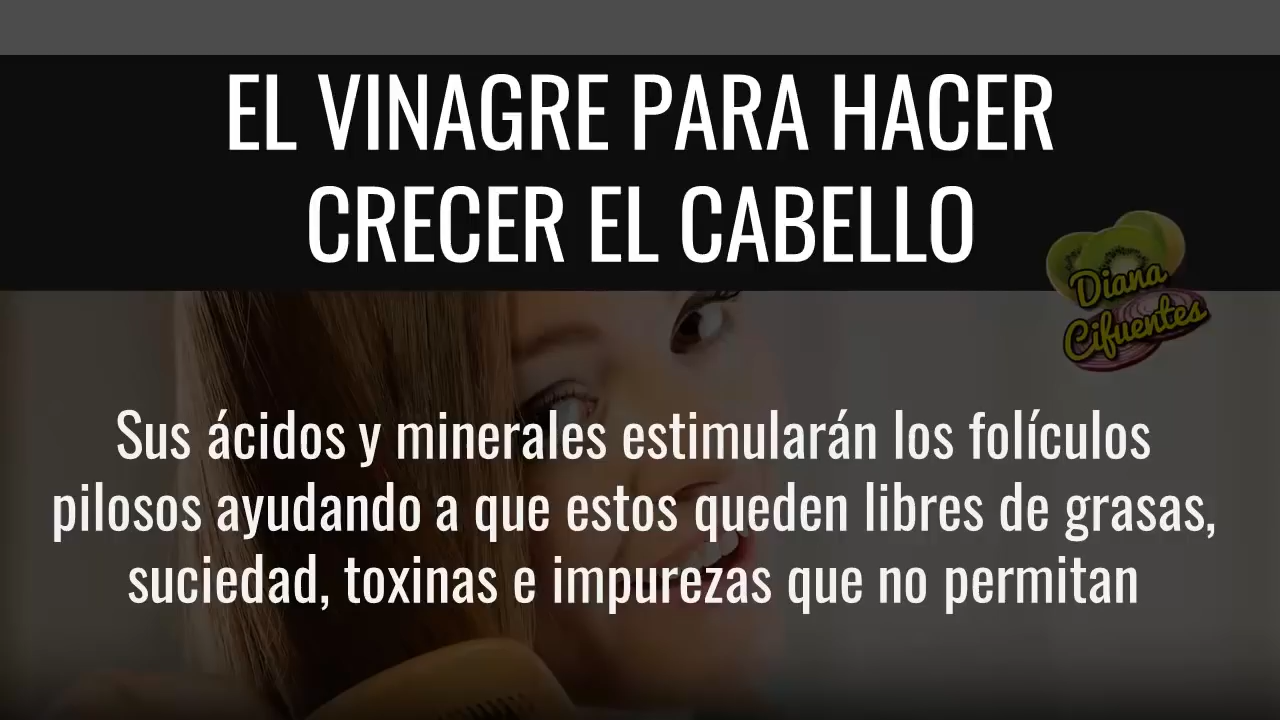 EL VINAGRE PARA HACER
CRECER EL CABELLO
Diana
Cifuentes
Sus ácidos y minerales estimularán los folículos
pilosos ayudando a que estos queden libres de grasas,
suciedad, toxinas e impurezas que no permitan